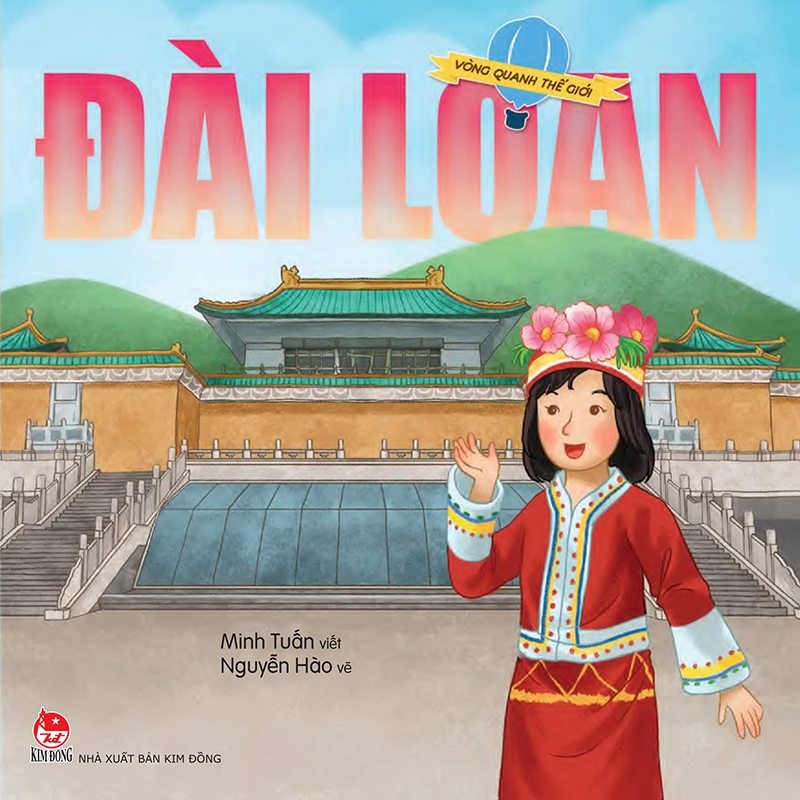 VÒNG QUANH THẾ GIỚI
ĐÀI LOAN
Minh Tuấn viết
Nguyễn Hào vẽ
KIM ĐỒNG
NHÀ XUẤT BẢN KIM ĐỒNG